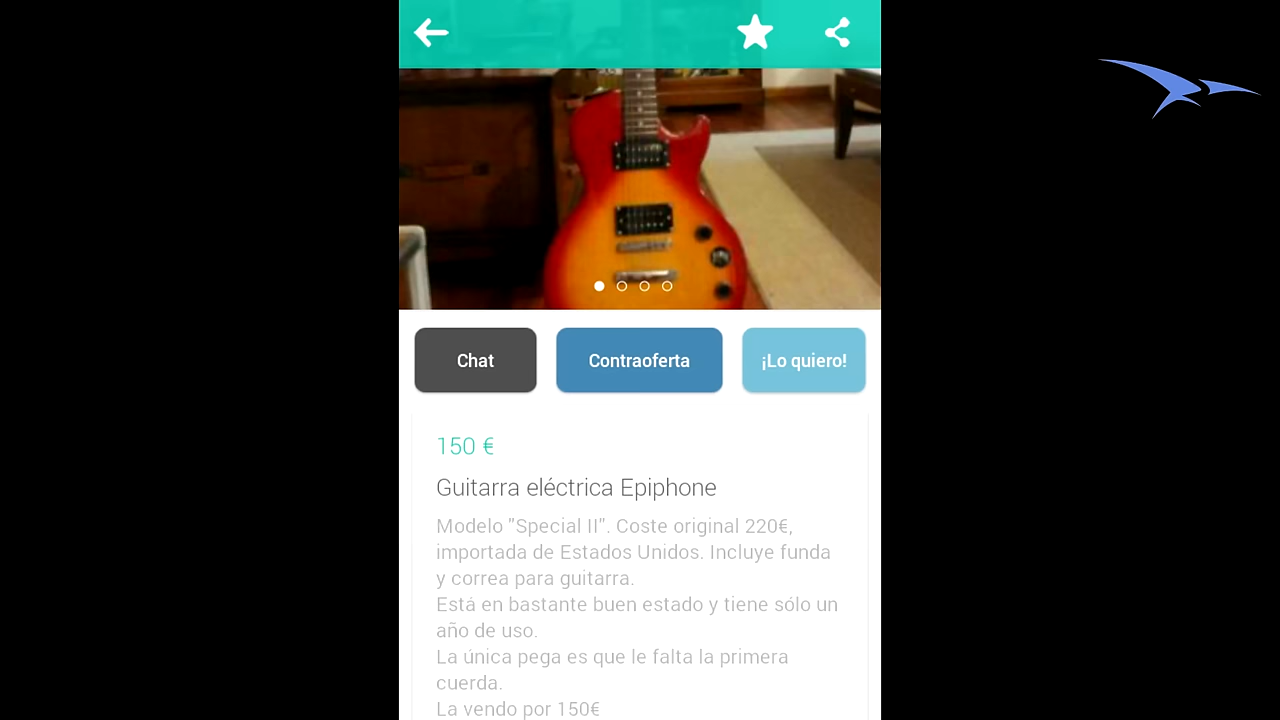 Chat
Contraoferta
¡Lo quiero!
150 €
Guitarra eléctrica Epiphone
Modelo "Special II". Coste original 220€,
importada de Estados Unidos. Incluye funda
y correa para guitarra.
Está en bastante buen estado y tiene sólo un
año de uso.
La única pega es que le falta la primera
cuerda.
La vendo por 150€